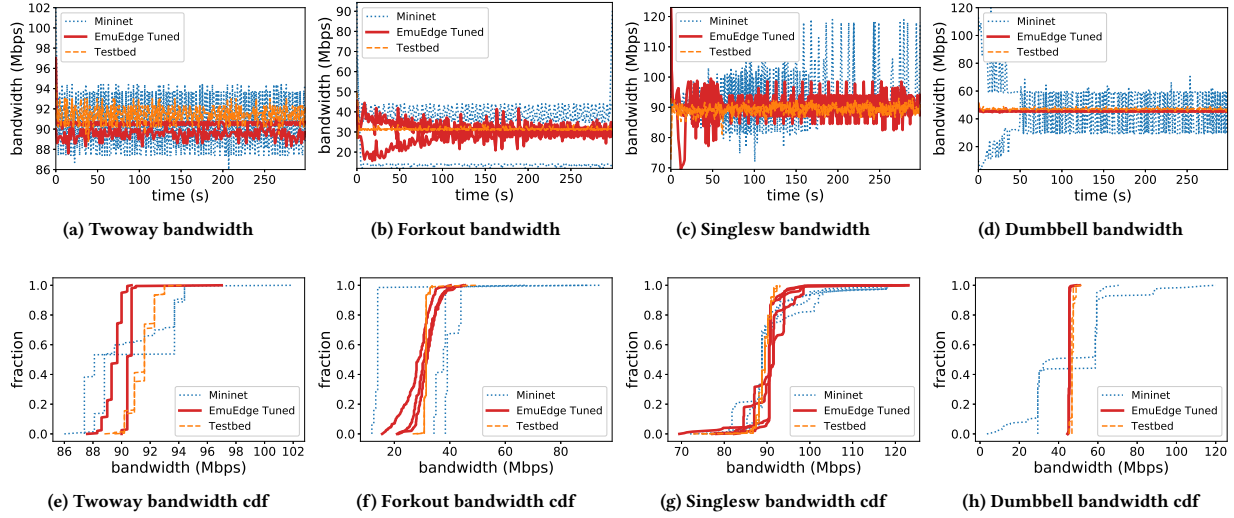 102
100
98
96
94
92
90
88
86
bandwidth (Mbps)
0 50 100 150 200 250
time (s)
Mininet
EmuEdge Tuned
Testbed
(a) Twoway bandwidth
90
80
70
60
50
40
30
20
bandwidth (Mbps)
0 50 100 150 200 250
time (s)
Mininet
EmuEdge Tuned
Testbed
(b) Forkout bandwidth
120
110
100
90
80
70
bandwidth (Mbps)
0 50 100 150 200 250
time (s)
Mininet
EmuEdge Tuned
Testbed
(c) Singlesw bandwidth
120
100
80
60
40
20
bandwidth (Mbps)
0 50 100 150 200 250
time (s)
Mininet
EmuEdge Tuned
Testbed
(d) Dumbbell bandwidth
1.0
0.8
0.6
0.4
0.2
0.0
fraction
86 88 90 92 94 96 98 100 102
bandwidth (Mbps)
Mininet
EmuEdge Tuned
Testbed
(e) Twoway bandwidth cdf
1.0
0.8
0.6
0.4
0.2
0.0
fraction
20 40 60 80
bandwidth (Mbps)
Mininet
EmuEdge Tuned
Testbed
(f) Forkout bandwidth cdf
1.0
0.8
0.6
0.4
0.2
0.0
fraction
70 80 90 100 110 120
bandwidth (Mbps)
Mininet
EmuEdge Tuned
Testbed
(g) Singlesw bandwidth cdf
1.0
0.8
0.6
0.4
0.2
0.0
fraction
0 20 40 60 80 100 120
bandwidth (Mbps)
Mininet
EmuEdge Tuned
Testbed
(h) Dumbbell bandwidth cdf